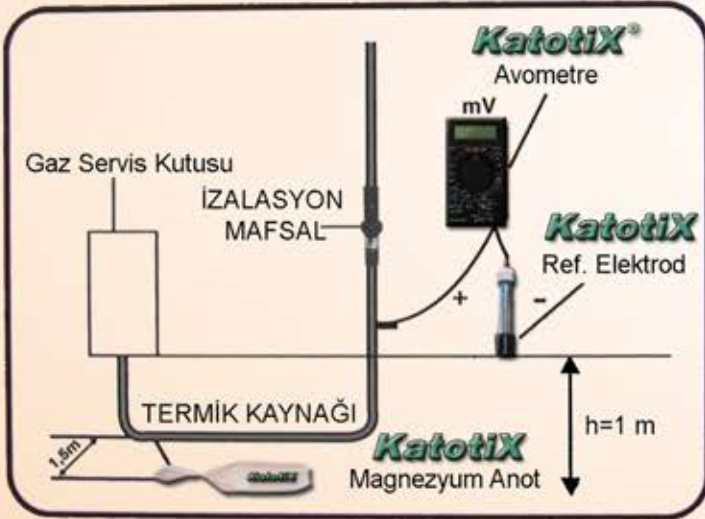 KatotiX®
Avometre
mV
Gaz Servis Kutusu
İZALASYON
MAFSAL
KatotiX
Ref. Elektrod
+
-
TERMİK KAYNAĞI
h=1 m
1,5m
KatotiX
KatotiX
Magnezyum Anot